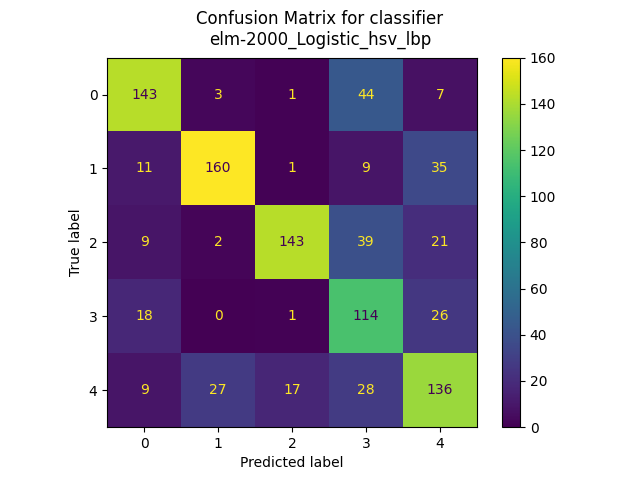 Confusion Matrix for classifier
elm-2000_Logistic_hsv_lbp
True label
0 143 3 1 44 7
1 11 160 1 9 35
2 9 2 143 39 21
3 18 0 1 114 26
4 9 27 17 28 136
0 1 2 3 4
Predicted label
160
140
120
100
80
60
40
20
0